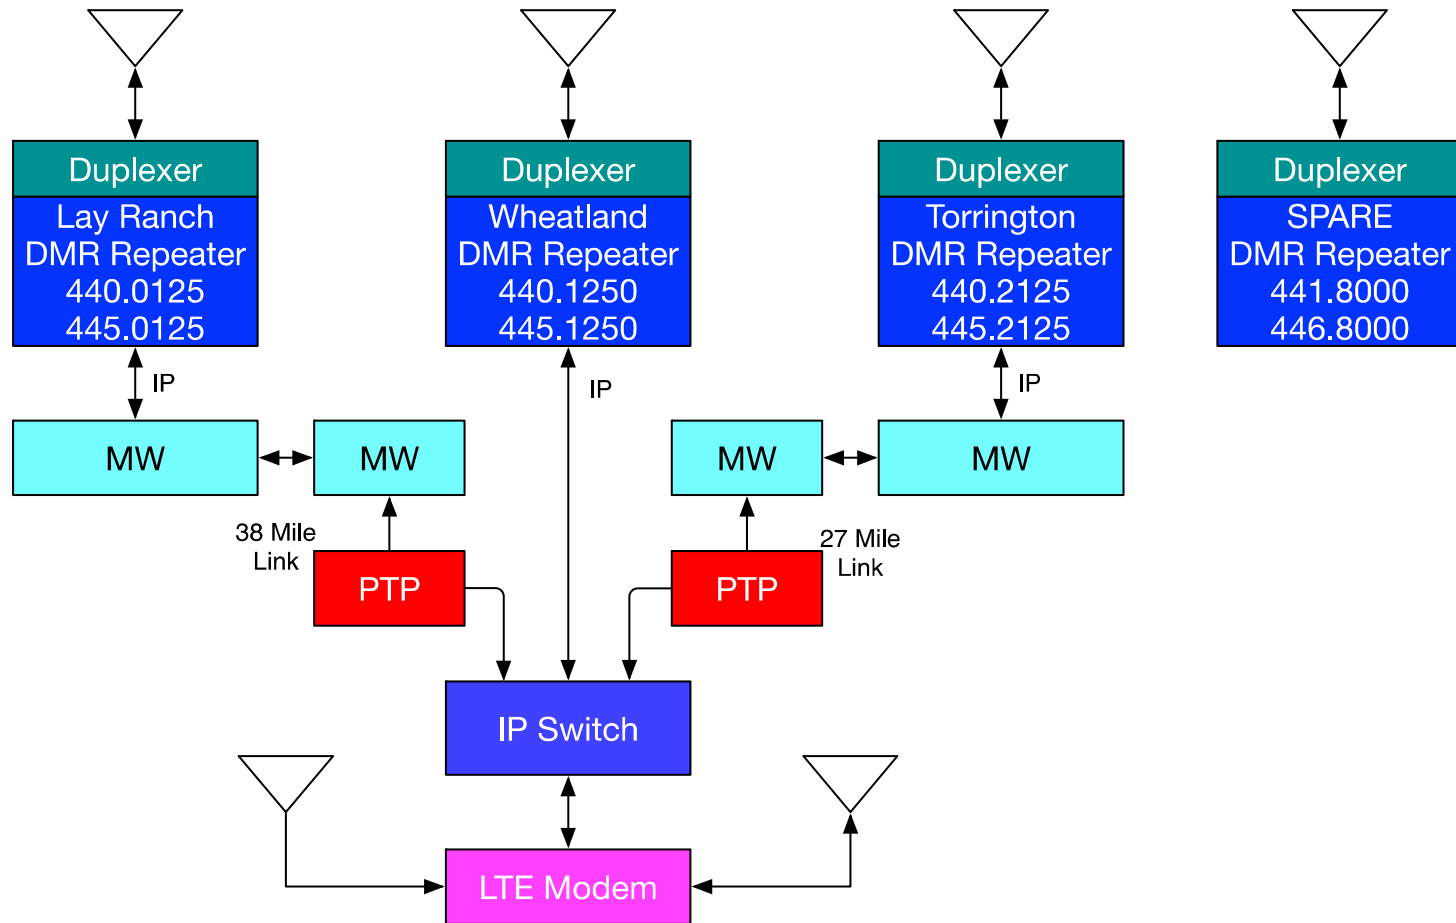 Duplexer
Lay Ranch
DMR Repeater
440.0125
445.0125
Duplexer
Wheatland
DMR Repeater
440.1250
445.1250
Duplexer
Torrington
DMR Repeater
440.2125
445.2125
Duplexer
SPARE
DMR Repeater
441.8000
446.8000
IP
IP
IP
MW
MW
MW
MW
38 Mile
Link
27 Mile
Link
PTP
PTP
IP Switch
LTE Modem